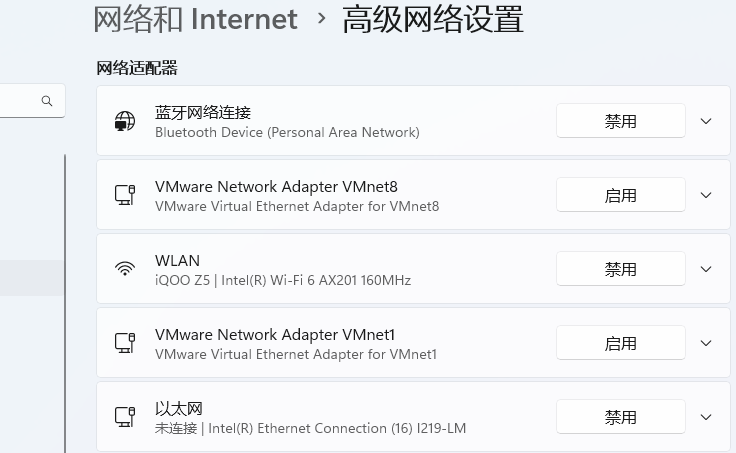 网络和 Internet › 高级网络设置
网络适配器
蓝牙网络连接
Bluetooth Device (Personal Area Network)
禁用
VMware Network Adapter VMnet8
VMware Virtual Ethernet Adapter for VMnet8
启用
WLAN
iQOO Z5 | Intel(R) Wi-Fi 6 AX201 160MHz
禁用
VMware Network Adapter VMnet1
VMware Virtual Ethernet Adapter for VMnet1
启用
以太网
未连接 | Intel(R) Ethernet Connection (16) I219-LM
禁用